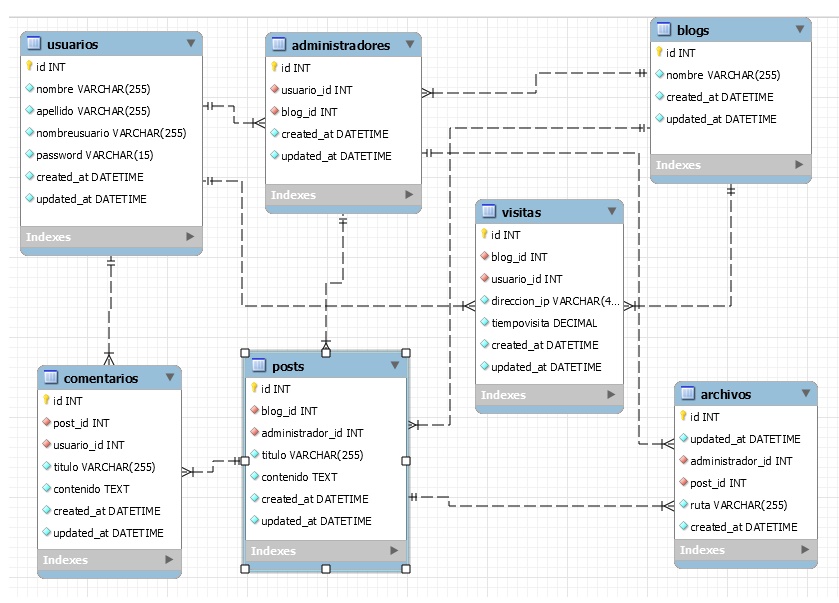 usuarios
id INT
nombre VARCHAR(255)
apellido VARCHAR(255)
nombreusuario VARCHAR(255)
password VARCHAR(15)
created_at DATETIME
updated_at DATETIME
Indexes
administradores
id INT
usuario_id INT
blog_id INT
created_at DATETIME
updated_at DATETIME
Indexes
blogs
id INT
nombre VARCHAR(255)
created_at DATETIME
updated_at DATETIME
Indexes
visitas
id INT
blog_id INT
usuario_id INT
direccion_ip VARCHAR(4...
tiempovisita DECIMAL
created_at DATETIME
updated_at DATETIME
Indexes
comentarios
id INT
post_id INT
usuario_id INT
titulo VARCHAR(255)
contenido TEXT
created_at DATETIME
updated_at DATETIME
Indexes
posts
id INT
blog_id INT
administrador_id INT
titulo VARCHAR(255)
contenido TEXT
created_at DATETIME
updated_at DATETIME
Indexes
archivos
id INT
updated_at DATETIME
administrador_id INT
post_id INT
ruta VARCHAR(255)
created_at DATETIME
Indexes